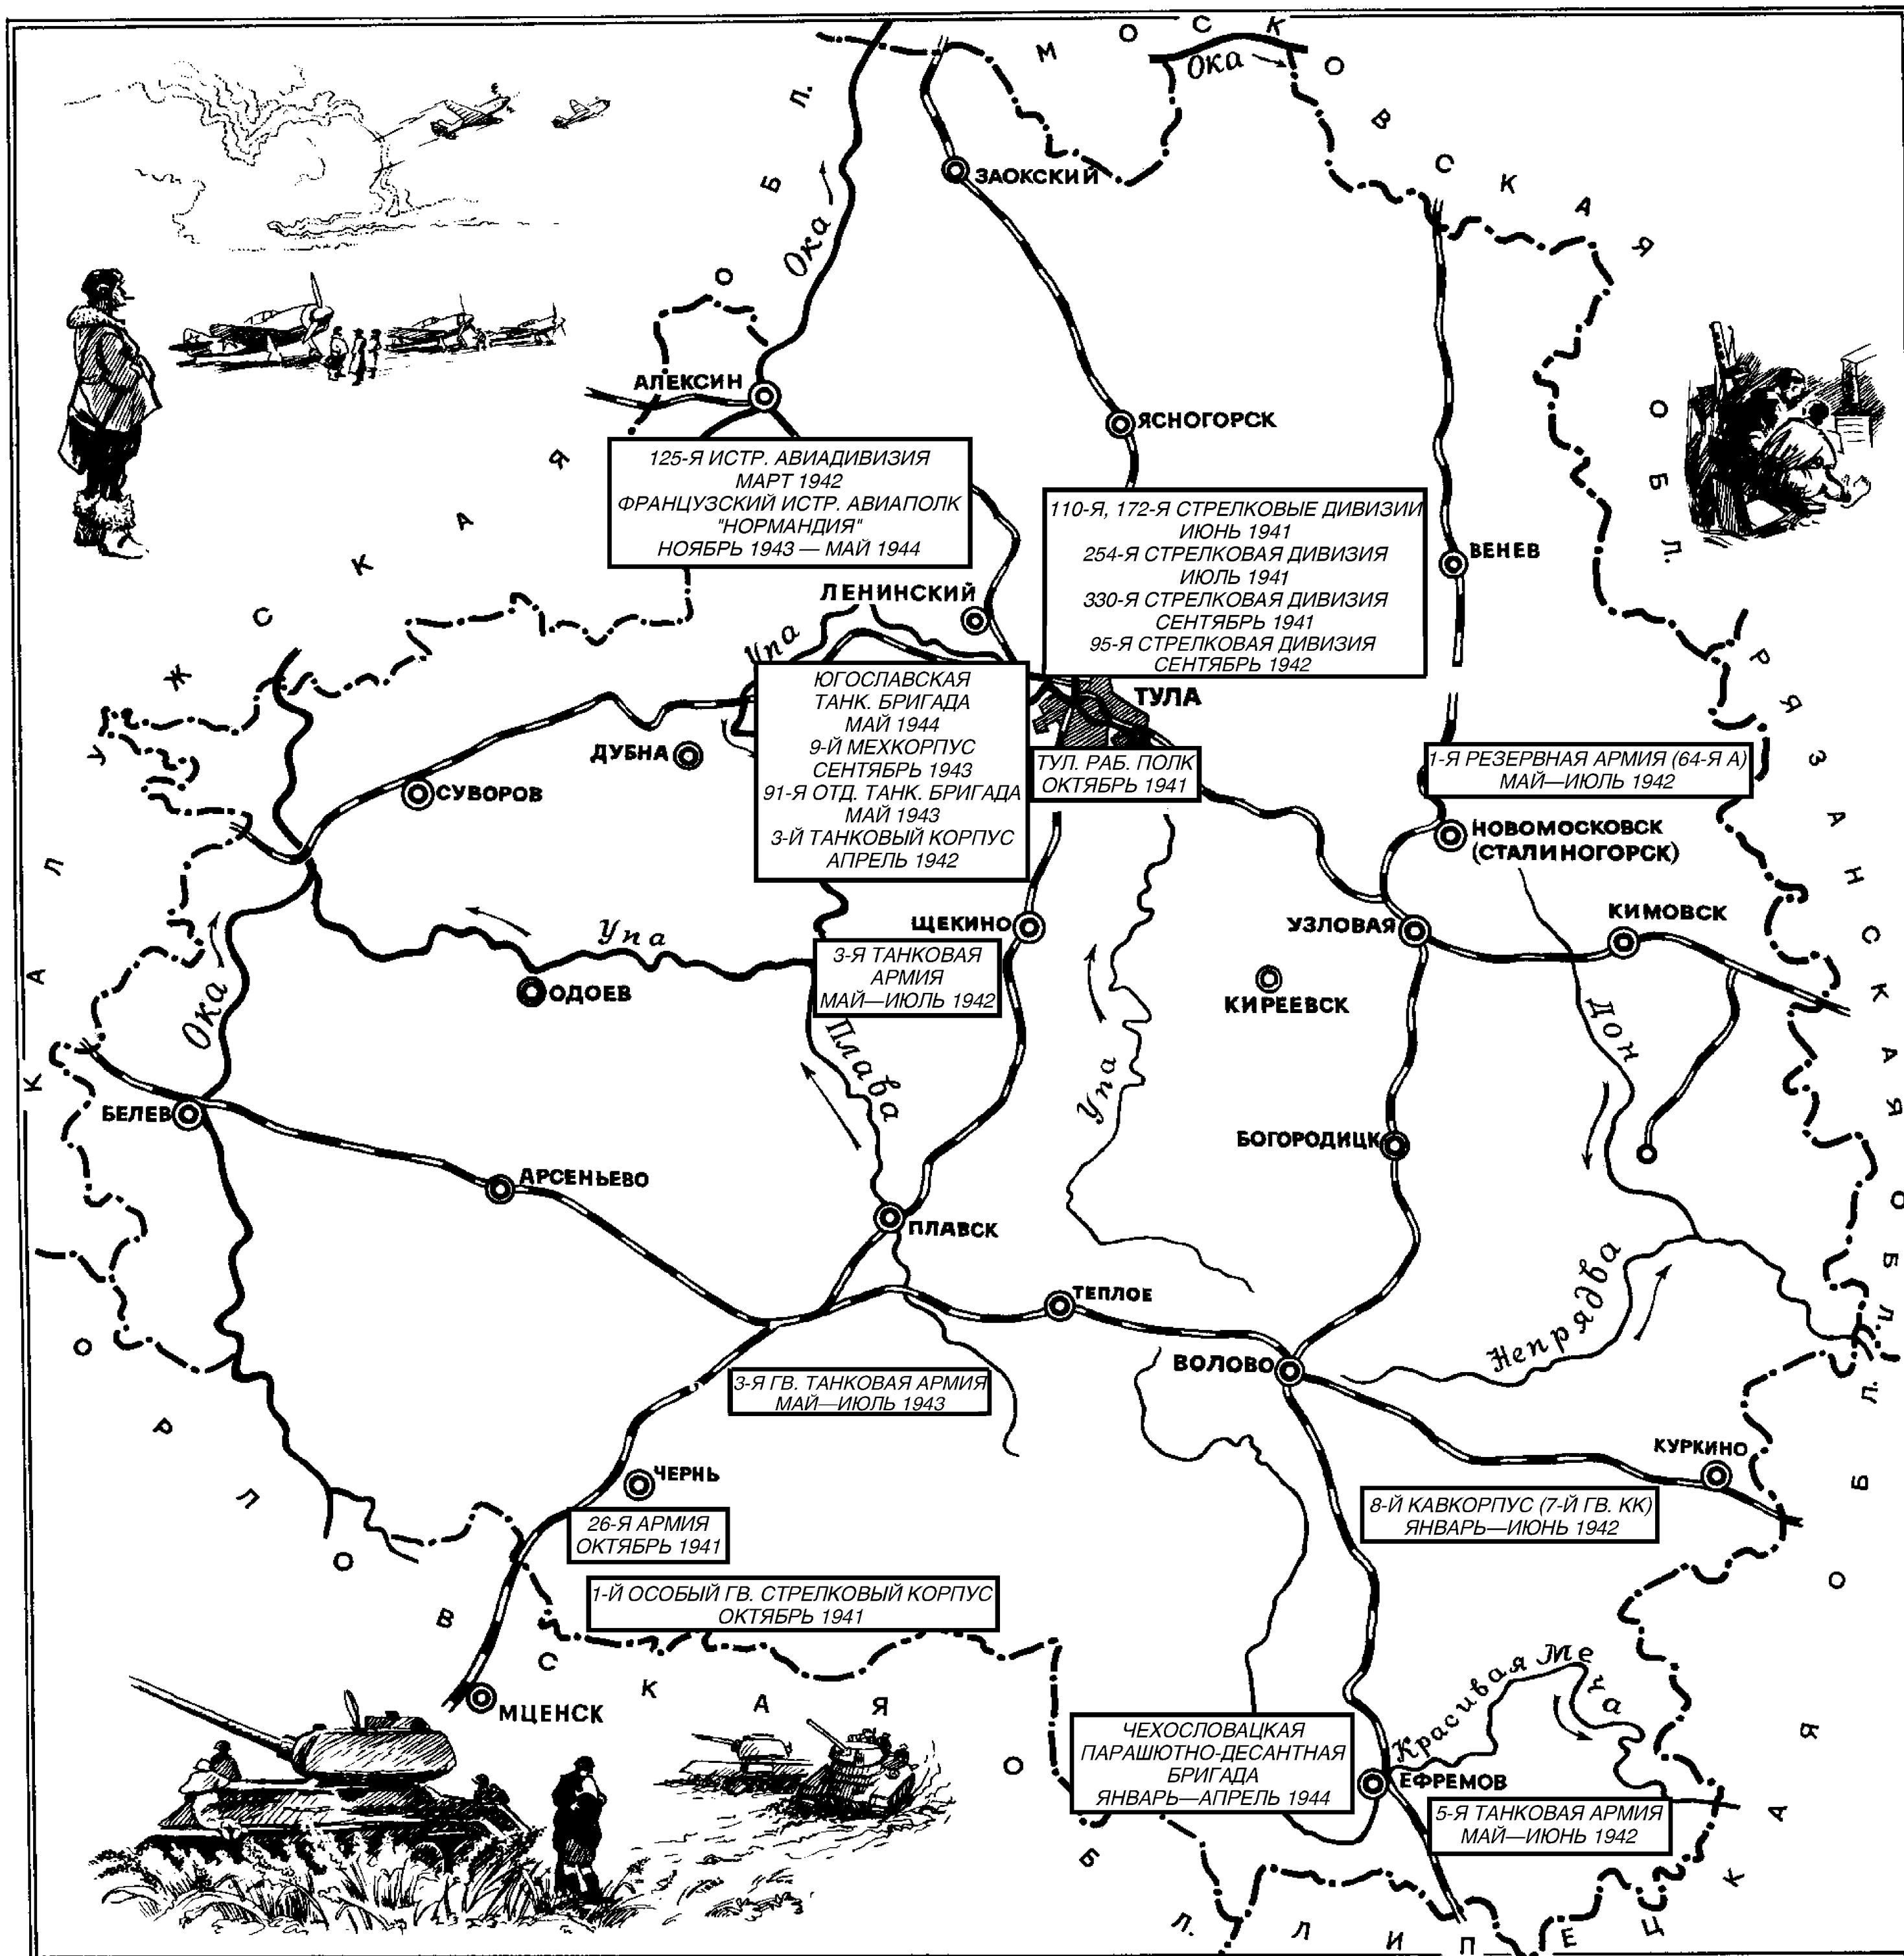 МОСКОВСКАЯ ОБЛ.
КАЛУЖСКАЯ ОБЛ.
РЯЗАНСКАЯ ОБЛ.
ОРЛОВСКАЯ ОБЛ.
ЛИПЕЦКАЯ ОБЛ.
Ока
Ока
ЗАОКСКИЙ
АЛЕКСИН
ЯСНОГОРСК
125-Я ИСТР. АВИАДИВИЗИЯ
МАРТ 1942
ФРАНЦУЗСКИЙ ИСТР. АВИАПОЛК
"НОРМАНДИЯ"
НОЯБРЬ 1943 — МАЙ 1944
110-Я, 172-Я СТРЕЛКОВЫЕ ДИВИЗИИ
ИЮНЬ 1941
254-Я СТРЕЛКОВАЯ ДИВИЗИЯ
ИЮЛЬ 1941
330-Я СТРЕЛКОВАЯ ДИВИЗИЯ
СЕНТЯБРЬ 1941
95-Я СТРЕЛКОВАЯ ДИВИЗИЯ
СЕНТЯБРЬ 1942
ВЕНЕВ
ЛЕНИНСКИЙ
Упа
ЮГОСЛАВСКАЯ
ТАНК. БРИГАДА
МАЙ 1944
9-Й МЕХКОРПУС
СЕНТЯБРЬ 1943
91-Я ОТД. ТАНК. БРИГАДА
МАЙ 1943
3-Й ТАНКОВЫЙ КОРПУС
АПРЕЛЬ 1942
ТУЛА
ДУБНА
СУВОРОВ
ТУЛ. РАБ. ПОЛК
ОКТЯБРЬ 1941
1-Я РЕЗЕРВНАЯ АРМИЯ (64-Я А)
МАЙ—ИЮЛЬ 1942
НОВОМОСКОВСК
(СТАЛИНОГОРСК)
ЩЕКИНО
УЗЛОВАЯ
КИМОВСК
Упа
3-Я ТАНКОВАЯ
АРМИЯ
МАЙ—ИЮЛЬ 1942
ОДОЕВ
КИРЕЕВСК
Ока
Плава
Упа
Дон
БЕЛЕВ
БОГОРОДИЦК
АРСЕНЬЕВО
ПЛАВСК
ТЕПЛОЕ
Непрядва
ВОЛОВО
3-Я ГВ. ТАНКОВАЯ АРМИЯ
МАЙ—ИЮЛЬ 1943
КУРКИНО
ЧЕРНЬ
8-Й КАВКОРПУС (7-Й ГВ. КК)
ЯНВАРЬ—ИЮНЬ 1942
26-Я АРМИЯ
ОКТЯБРЬ 1941
1-Й ОСОБЫЙ ГВ. СТРЕЛКОВЫЙ КОРПУС
ОКТЯБРЬ 1941
МЦЕНСК
Красивая Меча
ЧЕХОСЛОВАЦКАЯ
ПАРАШЮТНО-ДЕСАНТНАЯ
БРИГАДА
ЯНВАРЬ—АПРЕЛЬ 1944
ЕФРЕМОВ
5-Я ТАНКОВАЯ АРМИЯ
МАЙ—ИЮНЬ 1942